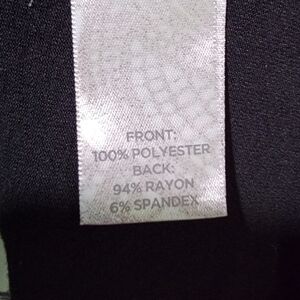 FRONT:
100% POLYESTER
BACK:
94% RAYON
6% SPANDEX